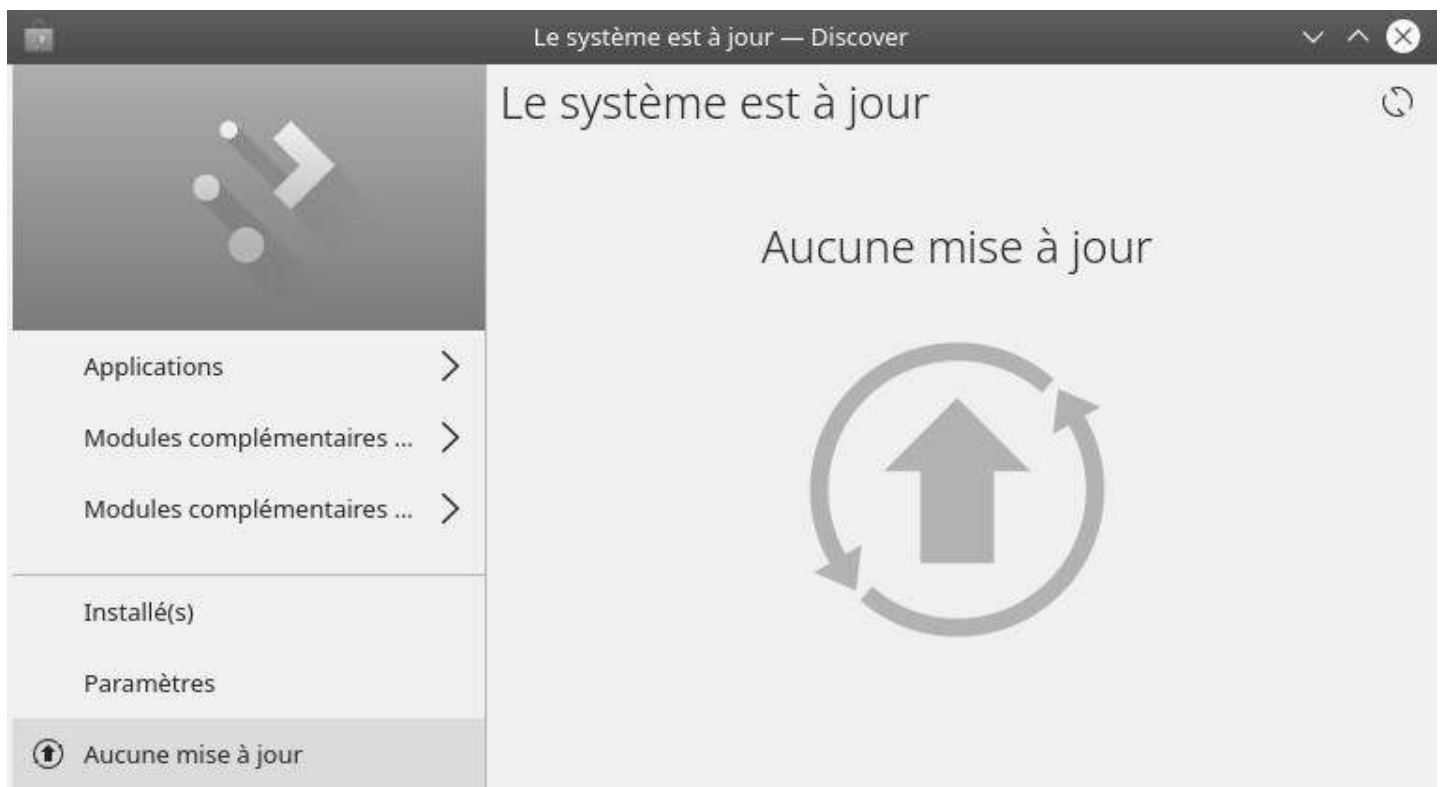 Le système est à jour — Discover
Le système est à jour
Aucune mise à jour
Applications
Modules complémentaires ...
Modules complémentaires ...
Installé(s)
Paramètres
Aucune mise à jour